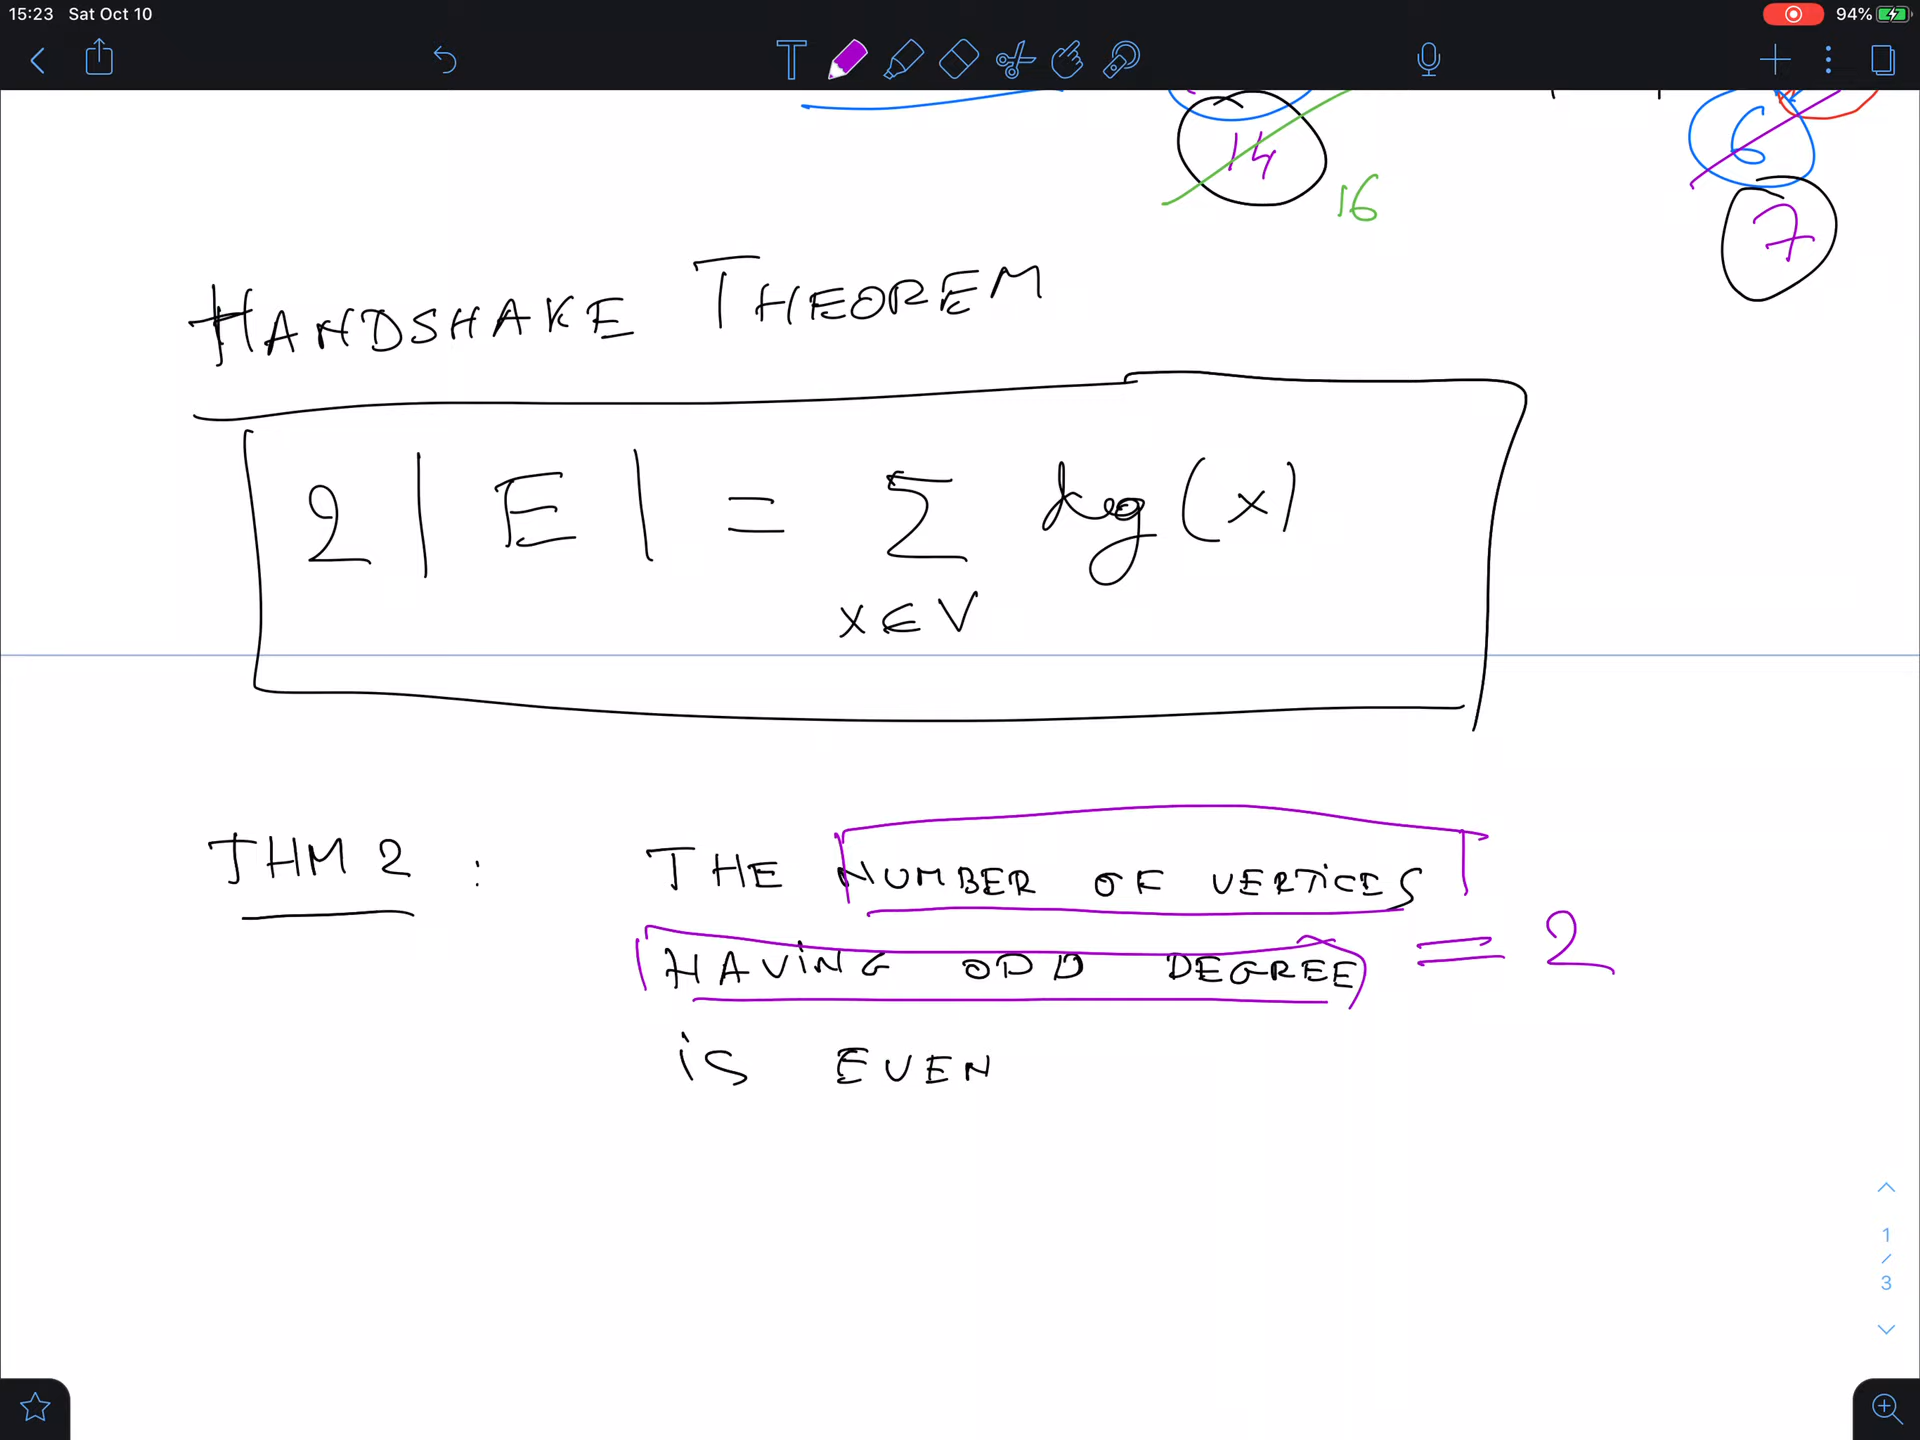 15:23 Sat Oct 10
94%
T
14
16
6
7
HANDSHAKE THEOREM
2 | E | = Σ deg(x)
x∈V
THM 2 : THE NUMBER OF VERTICES
HAVING ODD DEGREE = 2
is EVEN
1
/
3